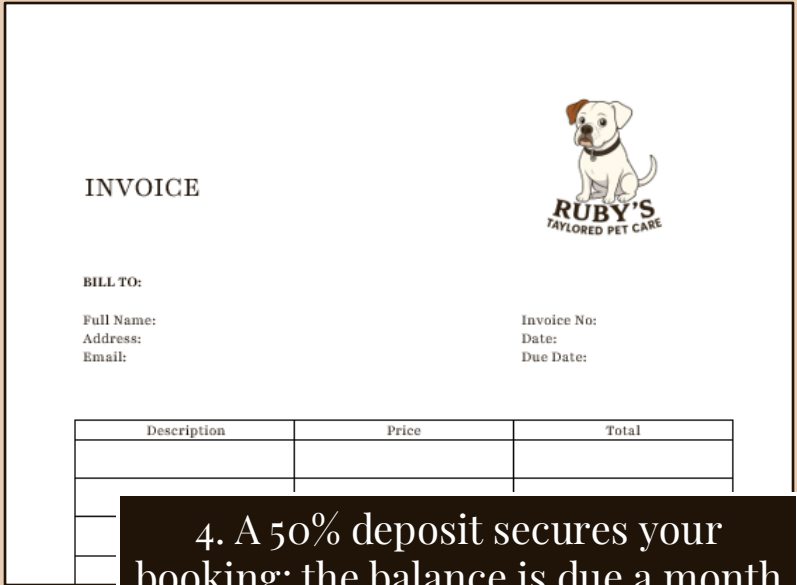 INVOICE
RUBY'S
TAYLORED PET CARE
BILL TO:
Full Name:
Address:
Email:
Invoice No:
Date:
Due Date:
Description Price Total
4. A 50% deposit secures your
booking; the balance is due a month